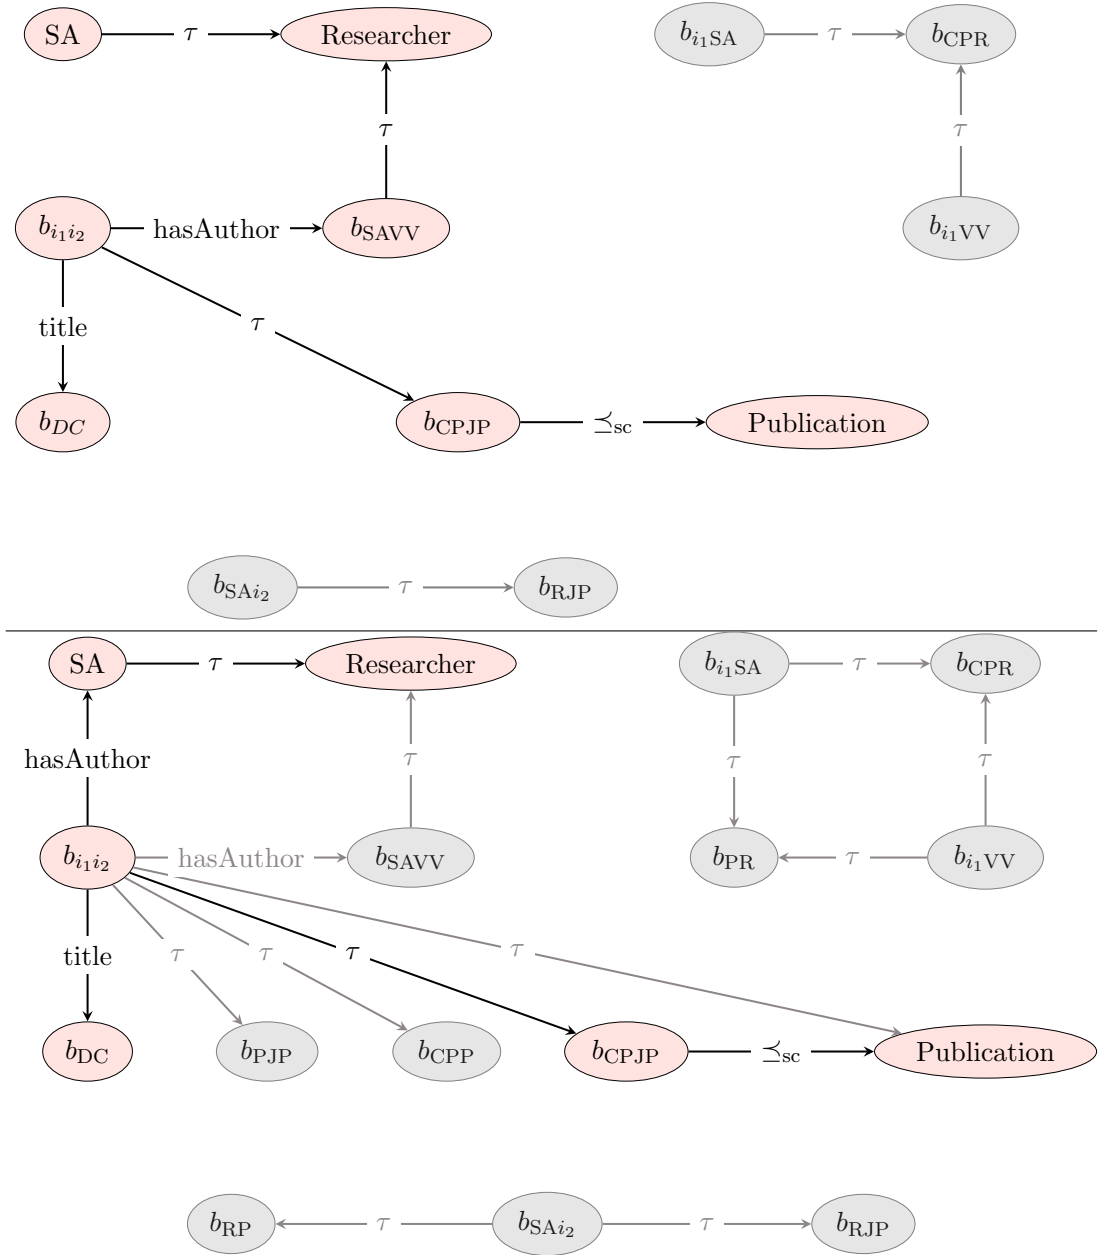 SA τ Researcher b_{i₁SA} τ b_{CPR}
τ τ
b_{i₁i₂} hasAuthor b_{SAVV} b_{i₁VV}
title τ
b_{DC} b_{CPJP} ⪯_{sc} Publication
b_{SAi₂} τ b_{RJP}
SA τ Researcher b_{i₁SA} τ b_{CPR}
hasAuthor τ τ τ
b_{i₁i₂} hasAuthor b_{SAVV} b_{PR} τ b_{i₁VV}
title τ τ τ τ
b_{DC} b_{PJP} b_{CPP} b_{CPJP} ⪯_{sc} Publication
b_{RP} τ b_{SAi₂} τ b_{RJP}